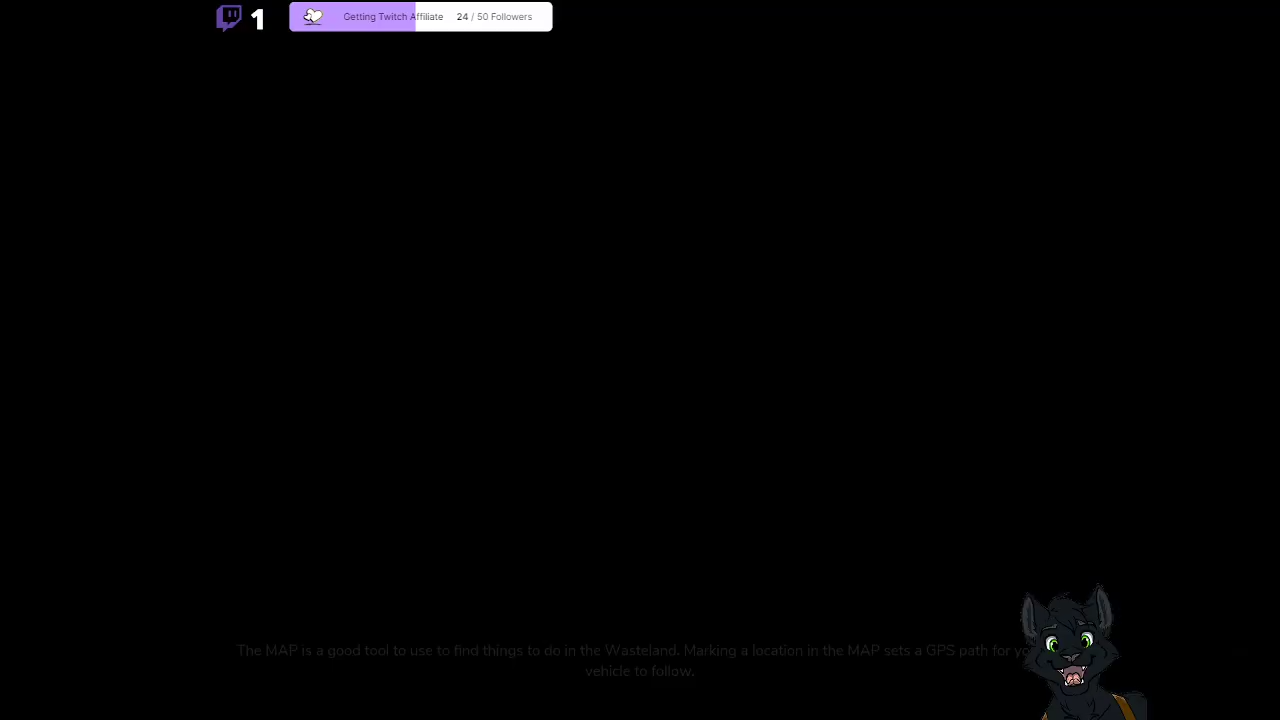 1
Getting Twitch Affiliate 24 / 50 Followers
The MAP is a good tool to use to find things to do in the Wasteland. Marking a location in the MAP sets a GPS path for
vehicle to follow.